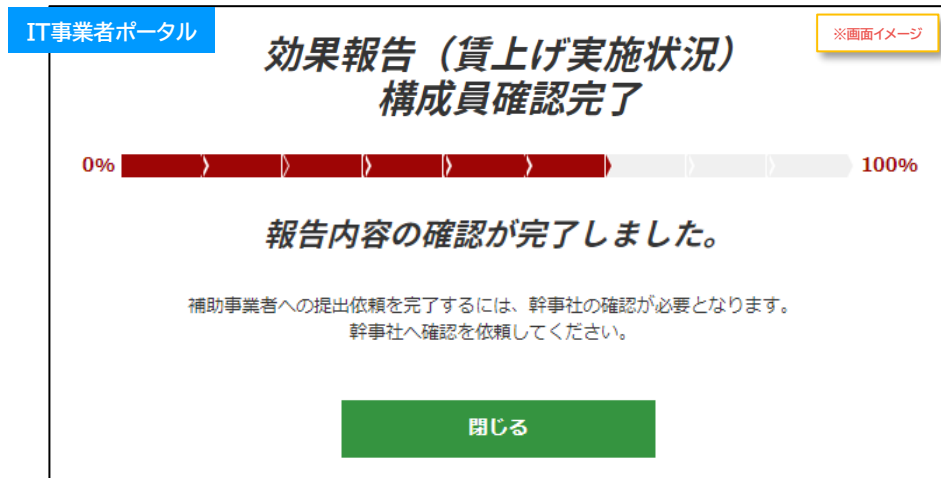 IT事業者ポータル
※画面イメージ
効果報告（賃上げ実施状況）
構成員確認完了
0% 100%
報告内容の確認が完了しました。
補助事業者への提出依頼を完了するには、幹事社の確認が必要となります。
幹事社へ確認を依頼してください。
閉じる